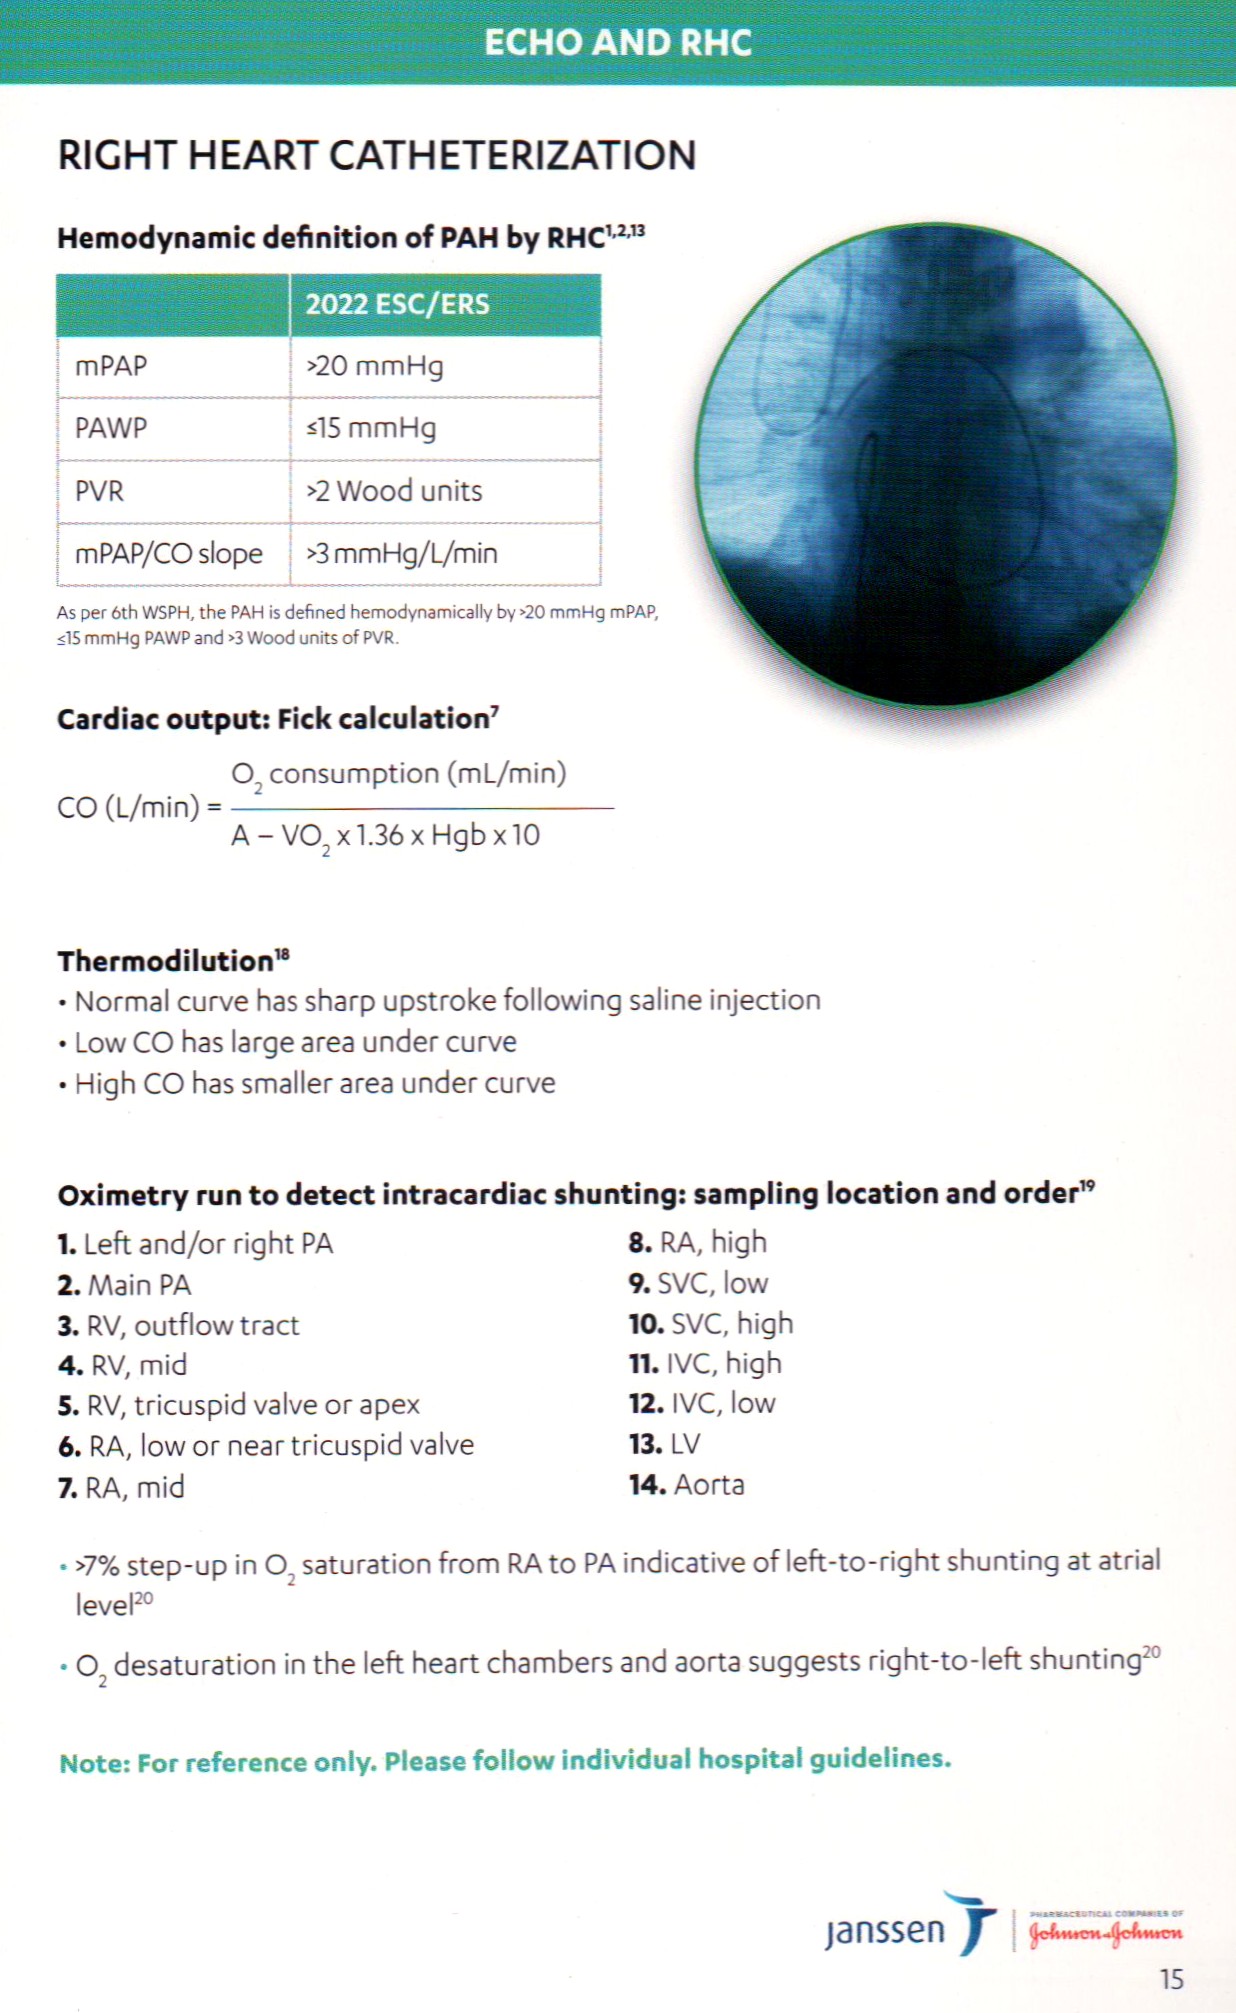 ECHO AND RHC
RIGHT HEART CATHETERIZATION
Hemodynamic definition of PAH by RHC1,2,13
2022 ESC/ERS
mPAP >20 mmHg
PAWP ≤15 mmHg
PVR >2 Wood units
mPAP/CO slope >3 mmHg/L/min
As per 6th WSPH, the PAH is defined hemodynamically by >20 mmHg mPAP,
≤15 mmHg PAWP and >3 Wood units of PVR.
Cardiac output: Fick calculation7
O2 consumption (mL/min)
CO (L/min) =
A – VO2 x 1.36 x Hgb x 10
Thermodilution18
• Normal curve has sharp upstroke following saline injection
• Low CO has large area under curve
• High CO has smaller area under curve
Oximetry run to detect intracardiac shunting: sampling location and order19
1. Left and/or right PA
2. Main PA
3. RV, outflow tract
4. RV, mid
5. RV, tricuspid valve or apex
6. RA, low or near tricuspid valve
7. RA, mid
8. RA, high
9. SVC, low
10. SVC, high
11. IVC, high
12. IVC, low
13. LV
14. Aorta
• >7% step-up in O2 saturation from RA to PA indicative of left-to-right shunting at atrial
level20
• O2 desaturation in the left heart chambers and aorta suggests right-to-left shunting20
Note: For reference only. Please follow individual hospital guidelines.
janssen
PHARMACEUTICAL COMPANIES OF
Johnson & Johnson
15